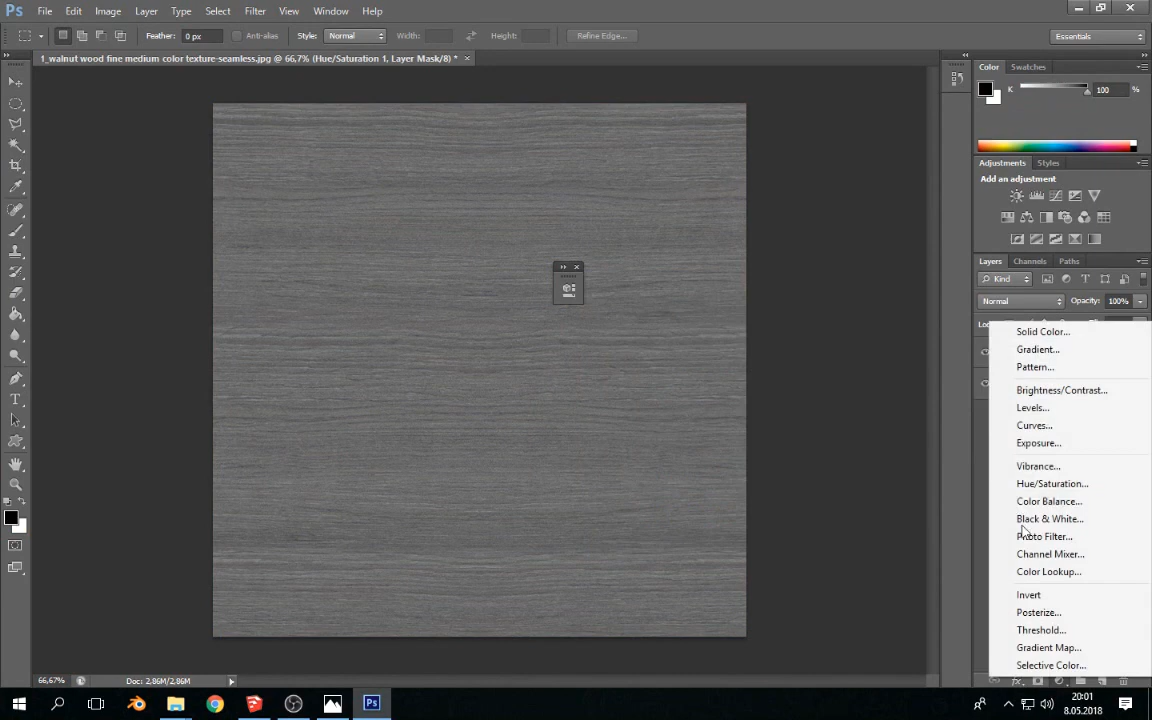 Ps File Edit Image Layer Type Select Filter View Window Help
Feather: 0 px Anti-alias Style: Normal Width: Height: Refine Edge... Essentials
1_walnut wood fine medium color texture-seamless.jpg @ 66,7% (Hue/Saturation 1, Layer Mask/8) * ×
Color Swatches
K 100 %
Adjustments Styles
Add an adjustment
Layers Channels Paths
Kind
Normal Opacity: 100%
Solid Color...
Gradient...
Pattern...
Brightness/Contrast...
Levels...
Curves...
Exposure...
Vibrance...
Hue/Saturation...
Color Balance...
Black & White...
Photo Filter...
Channel Mixer...
Color Lookup...
Invert
Posterize...
Threshold...
Gradient Map...
Selective Color...
66,67% Doc: 2,86M/2,86M
Ps
20:01
8.05.2018